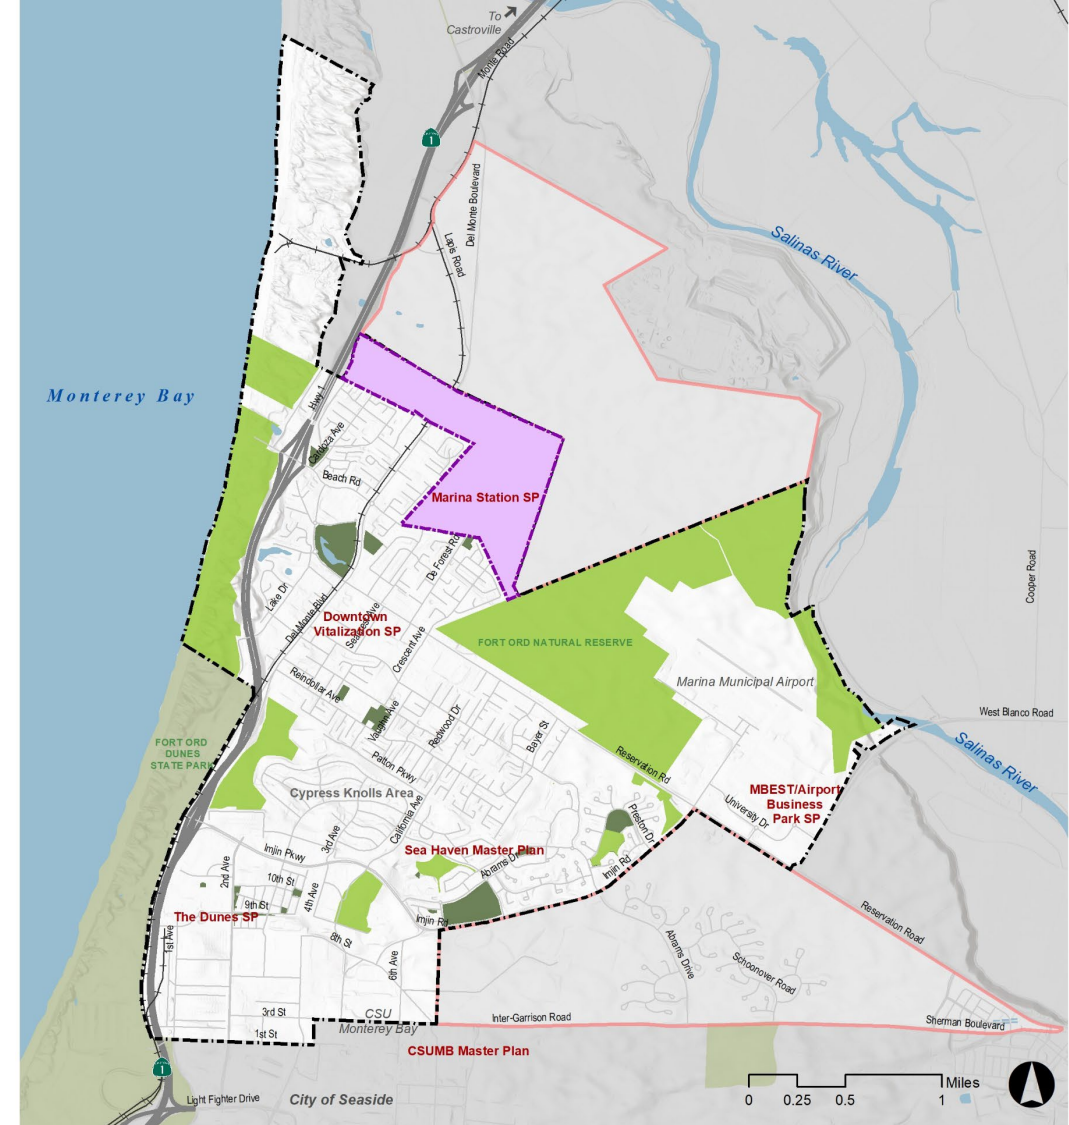 To
Castroville
Monte Road
1
Del Monte Boulevard
Lapis Road
Salinas River
Monterey Bay
Hwy 1
Cardoza Ave
Beach Rd
Marina Station SP
De Forest Rd
Cooper Road
Lake Dr
Del Monte Blvd
Downtown
Vitalization SP
Seacrest Ave
Crescent Ave
FORT ORD NATURAL RESERVE
Marina Municipal Airport
Reindollar Ave
Vaughn Ave
Redwood Dr
Bayer St
West Blanco Road
Salinas River
FORT ORD
DUNES
STATE PARK
Patton Pkwy
Reservation Rd
Cypress Knolls Area
MBEST/Airport
Business
Park SP
University Dr
California Ave
Preston Dr
3rd Ave
Imjin Pkwy
Sea Haven Master Plan
Abrams Dr
Imjin Rd
2nd Ave
10th St
4th Ave
9th St
The Dunes SP
Imjin Rd
Reservation Road
1st Ave
8th St
6th Ave
Abrams Drive
Schoonover Road
3rd St
CSU
Monterey Bay
1st St
Inter-Garrison Road
Sherman Boulevard
CSUMB Master Plan
1
Light Fighter Drive
City of Seaside
Miles
0 0.25 0.5 1